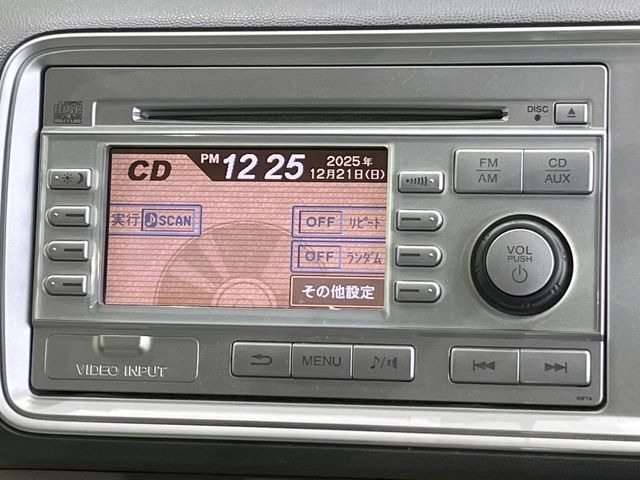 DISC
CD
PM 12 25
2025年
12月21日(日)
FM
AM
CD
AUX
実行 SCAN
OFF リピート
OFF ランダム
その他設定
VOL
PUSH
VIDEO INPUT
MENU